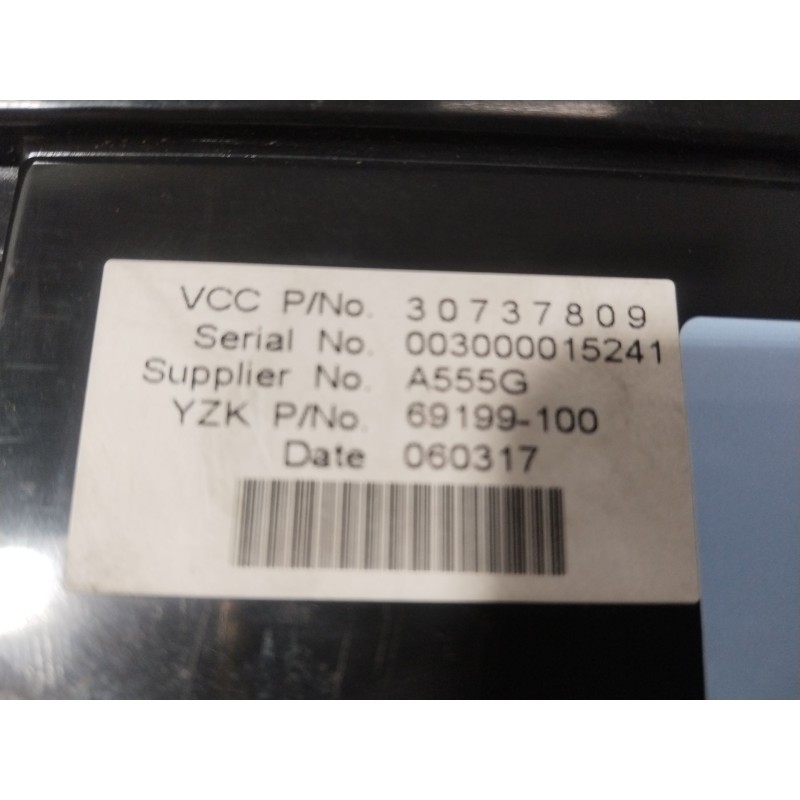 VCC P/No. 30737809
Serial No. 003000015241
Supplier No. A555G
YZK P/No. 69199-100
Date 060317